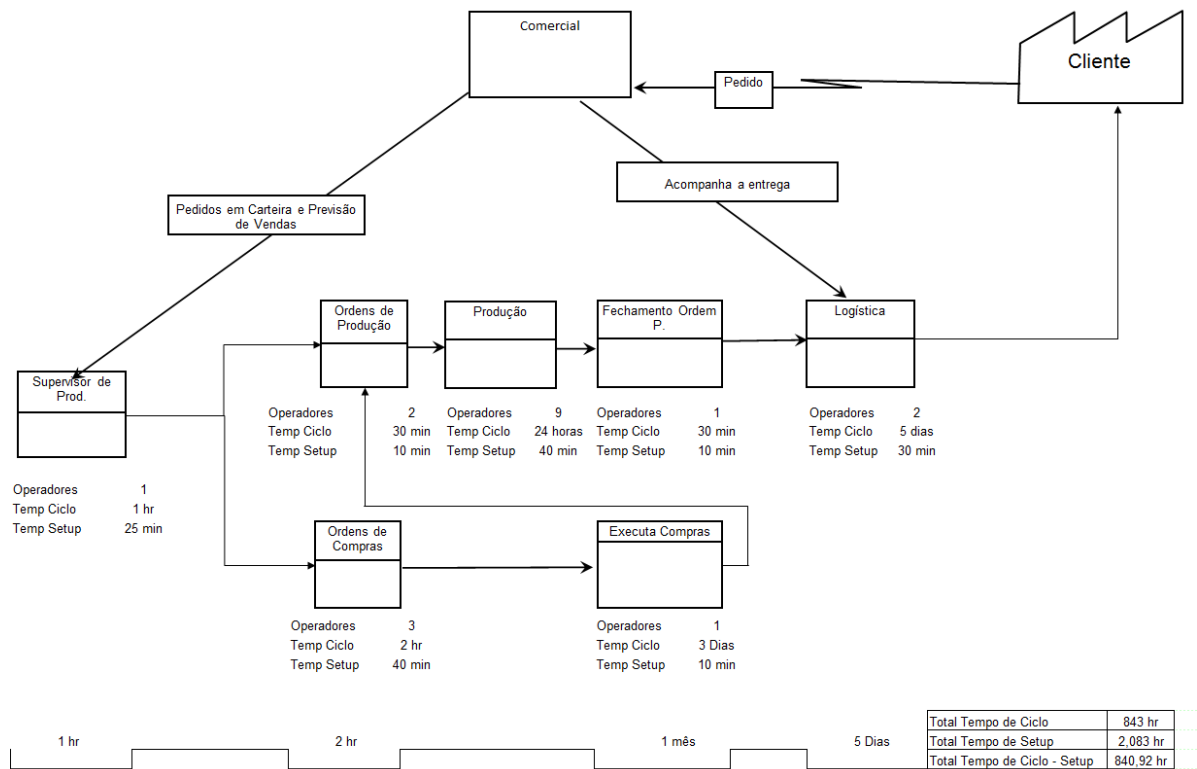 Comercial
Cliente
Pedido
Pedidos em Carteira e Previsão
de Vendas
Acompanha a entrega
Ordens de
Produção
Produção
Fechamento Ordem
P.
Logística
Supervisor de
Prod.
Operadores 2
Temp Ciclo 30 min
Temp Setup 10 min
Operadores 9
Temp Ciclo 24 horas
Temp Setup 40 min
Operadores 1
Temp Ciclo 30 min
Temp Setup 10 min
Operadores 2
Temp Ciclo 5 dias
Temp Setup 30 min
Operadores 1
Temp Ciclo 1 hr
Temp Setup 25 min
Ordens de
Compras
Executa Compras
Operadores 3
Temp Ciclo 2 hr
Temp Setup 40 min
Operadores 1
Temp Ciclo 3 Dias
Temp Setup 10 min
1 hr 2 hr 1 mês 5 Dias
Total Tempo de Ciclo 843 hr
Total Tempo de Setup 2,083 hr
Total Tempo de Ciclo - Setup 840,92 hr